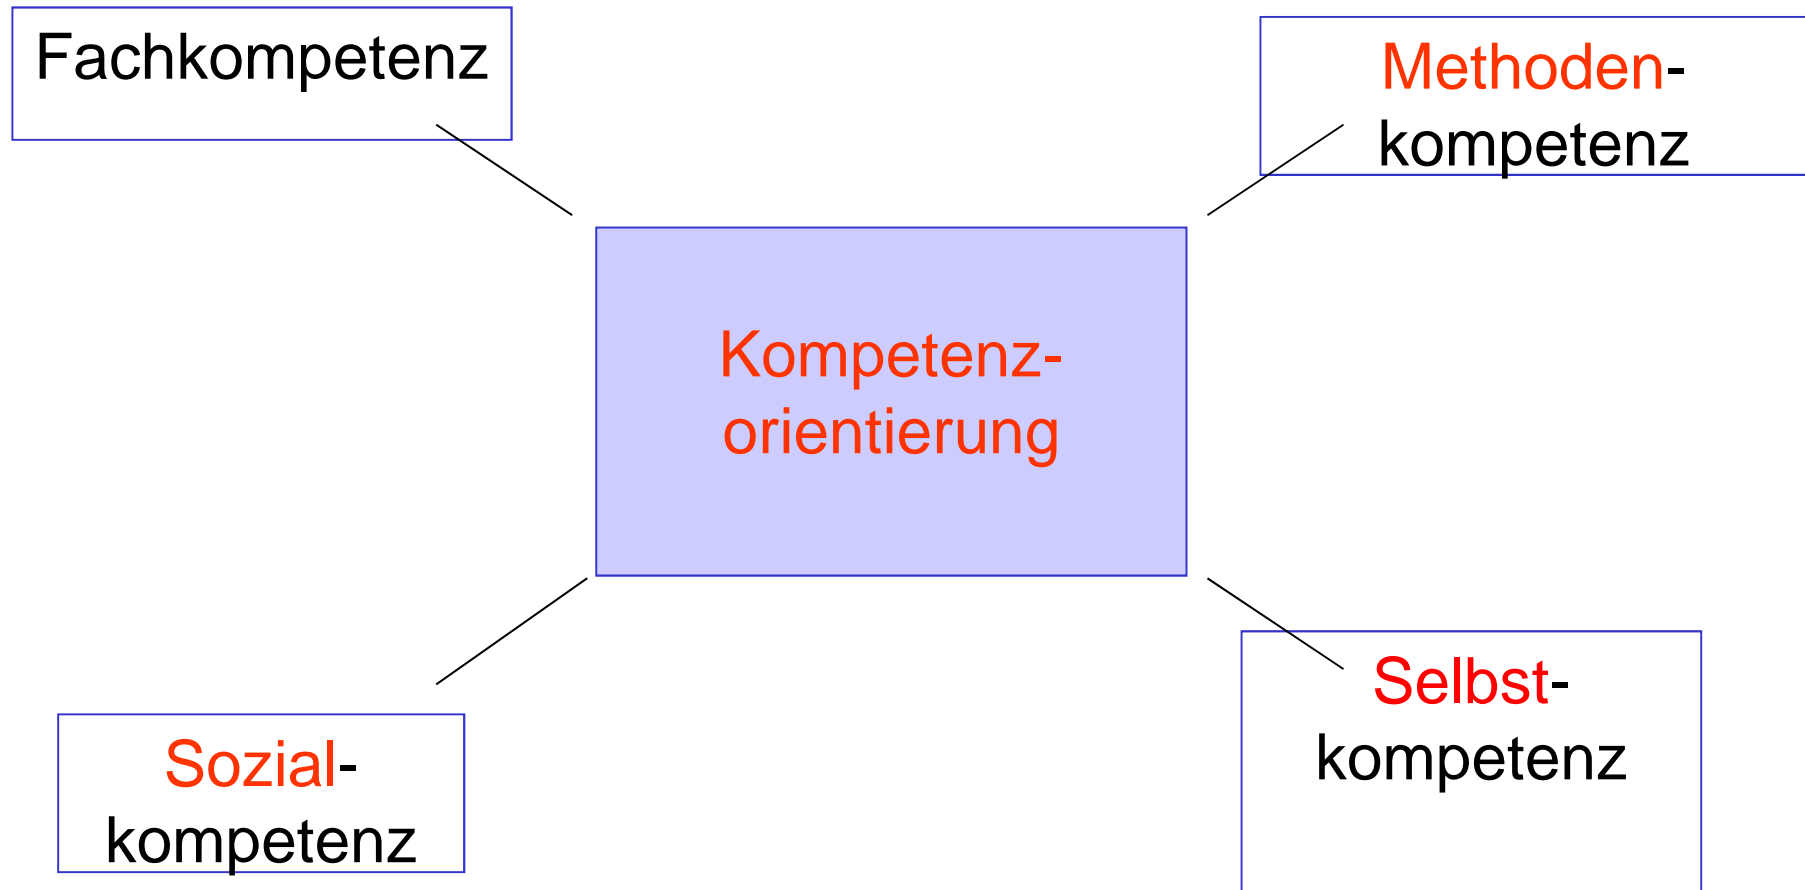 Fachkompetenz
Methoden-
kompetenz
Kompetenz-
orientierung
Sozial-
kompetenz
Selbst-
kompetenz